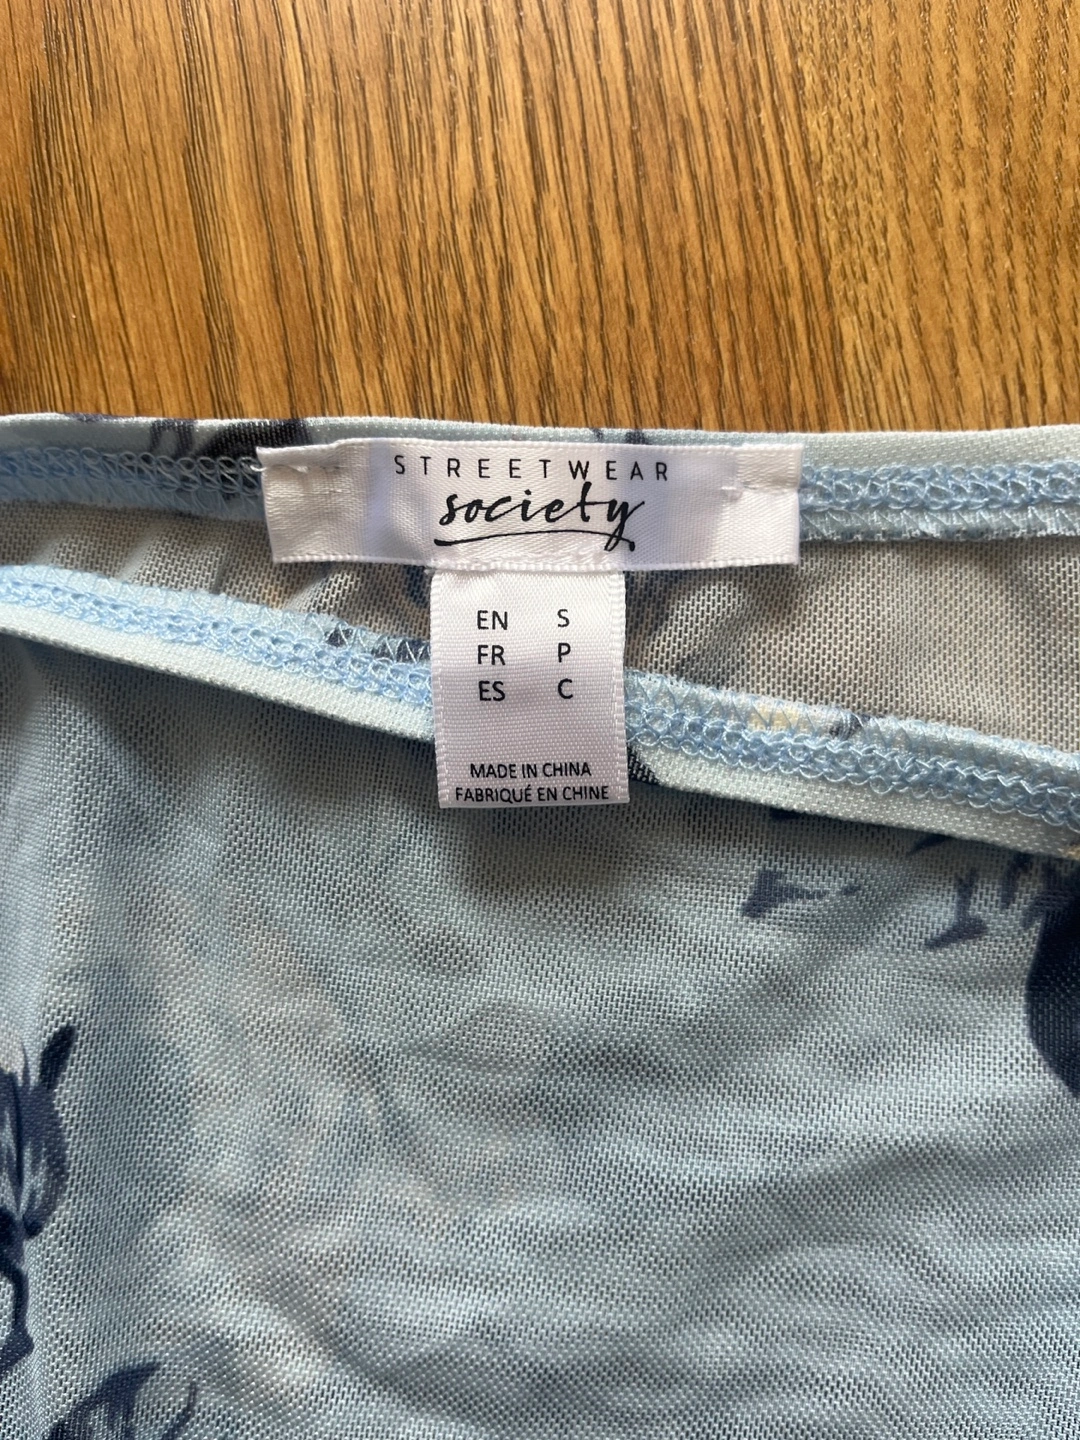 STREETWEAR
society
EN S
FR P
ES C
MADE IN CHINA
FABRIQUÉ EN CHINE